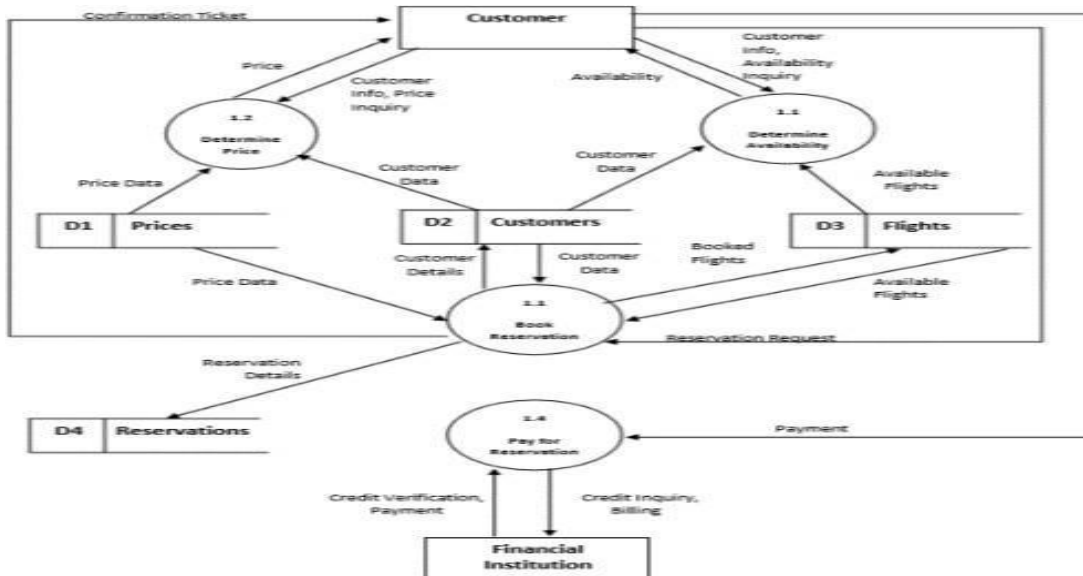 Confirmation Ticket
Customer
Price
Customer
Info, Price
Inquiry
Availability
Customer
Info,
Availability
Inquiry
1.2
Determine
Price
1.1
Determine
Availability
Price Data
Customer
Data
Customer
Data
Available
Flights
D1
Prices
D2
Customers
D3
Flights
Price Data
Customer
Details
Customer
Data
Booked
Flights
Available
Flights
1.1
Book
Reservation
Reservation Request
Reservation
Details
D4
Reservations
1.4
Pay for
Reservation
Payment
Credit Verification,
Payment
Credit Inquiry,
Billing
Financial
Institution